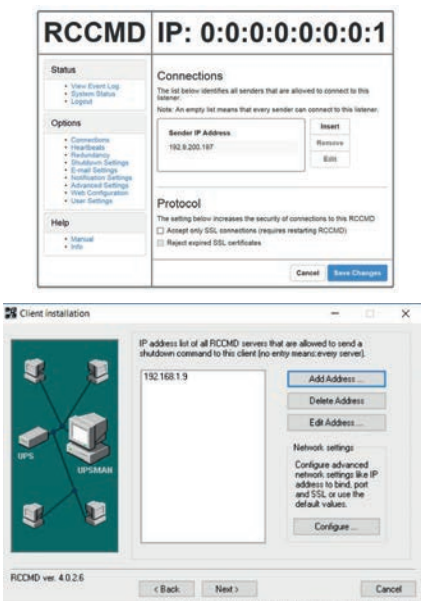 RCCMD IP: 0:0:0:0:0:0:0:1
Status
View Event Log
System Status
Logout
Options
Connections
Heartbeats
Redundancy
Shutdown Settings
E-mail Settings
Notification Settings
Advanced Settings
Web Configuration
User Settings
Help
Manual
Info
Connections
The list below identifies all senders that are allowed to connect to this
listener.
Note: An empty list means that every sender can connect to this listener.
Sender IP Address
192.9.200.197
Insert
Remove
Edit
Protocol
The setting below increases the security of connections to this RCCMD
Accept only SSL connections (requires restarting RCCMD)
Reject expired SSL certificates
Cancel
Save Changes
Client installation
UPS
UPSMAN
IP address list of all RCCMD servers that are allowed to send a
shutdown command to this client (no entry means:every server).
192.168.1.9
Add Address ...
Delete Address
Edit Address ...
Network settings
Configure advanced
network settings like IP
address to bind, port
and SSL or use the
default values.
Configure ...
RCCMD ver. 4.0.2.6
< Back
Next >
Cancel